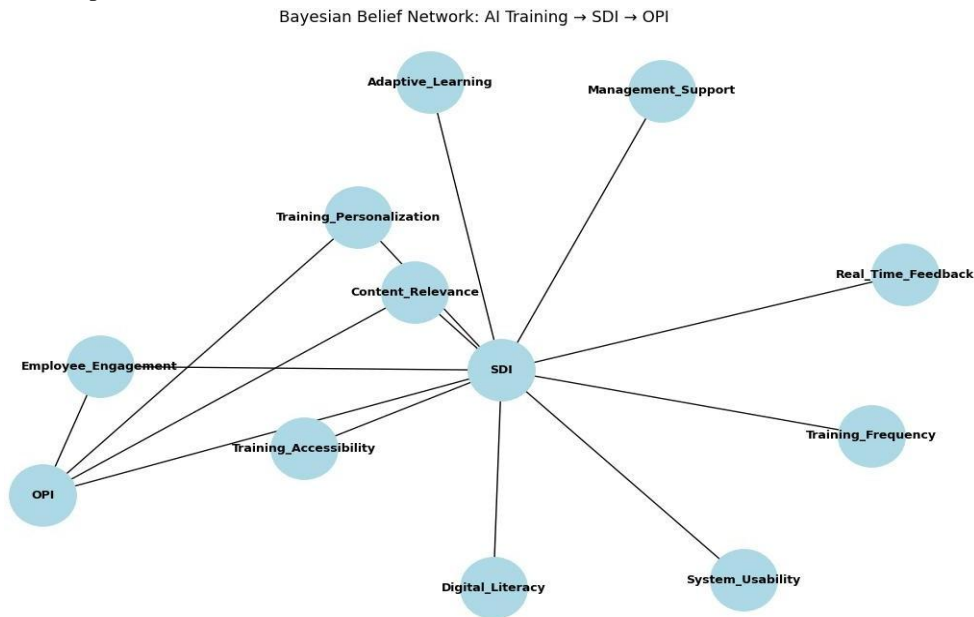 Bayesian Belief Network: AI Training → SDI → OPI
Adaptive_Learning
Management_Support
Training_Personalization
Real_Time_Feedback
Content_Relevance
Employee_Engagement
SDI
Training_Frequency
Training_Accessibility
OPI
System_Usability
Digital_Literacy